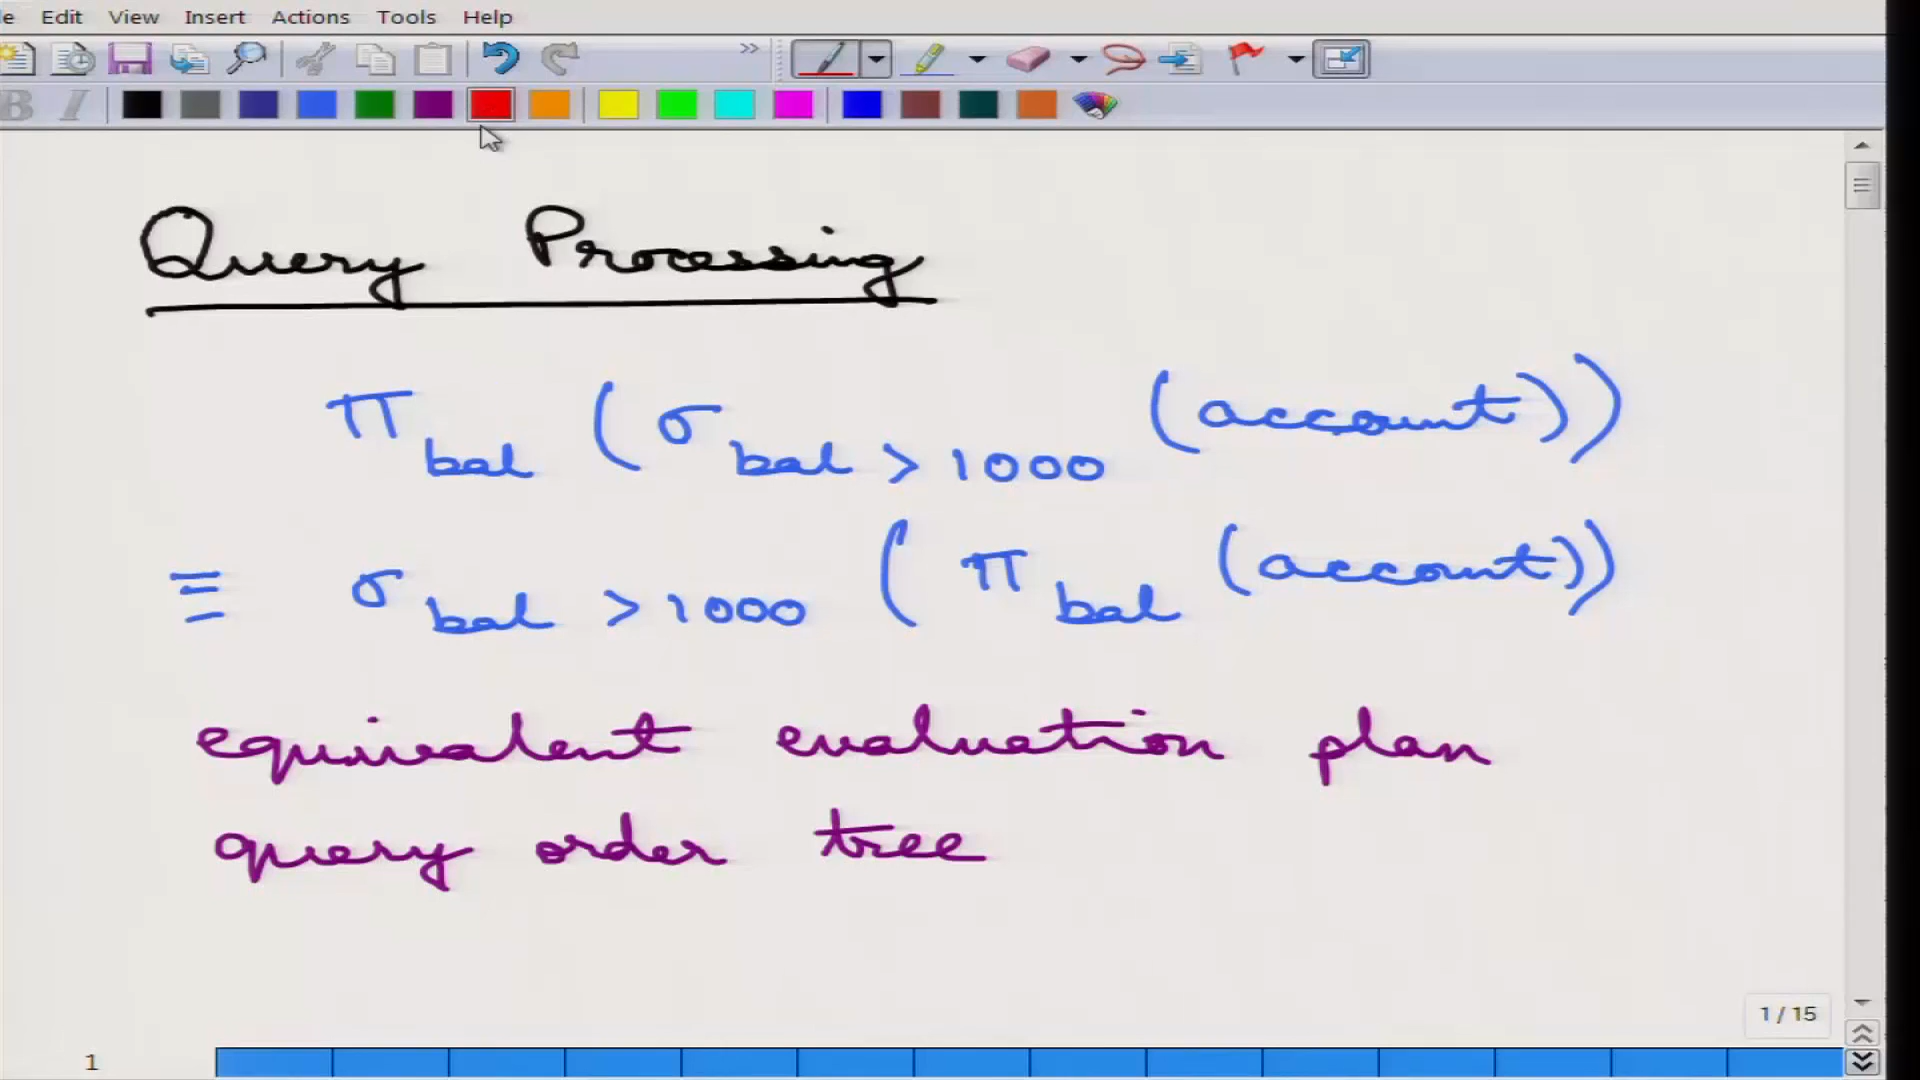 le Edit View Insert Actions Tools Help
B I
Query Processing
π bal (σ bal > 1000 (account))
≡ σ bal > 1000 (π bal (account))
equivalent evaluation plan
query order tree
1 / 15
1